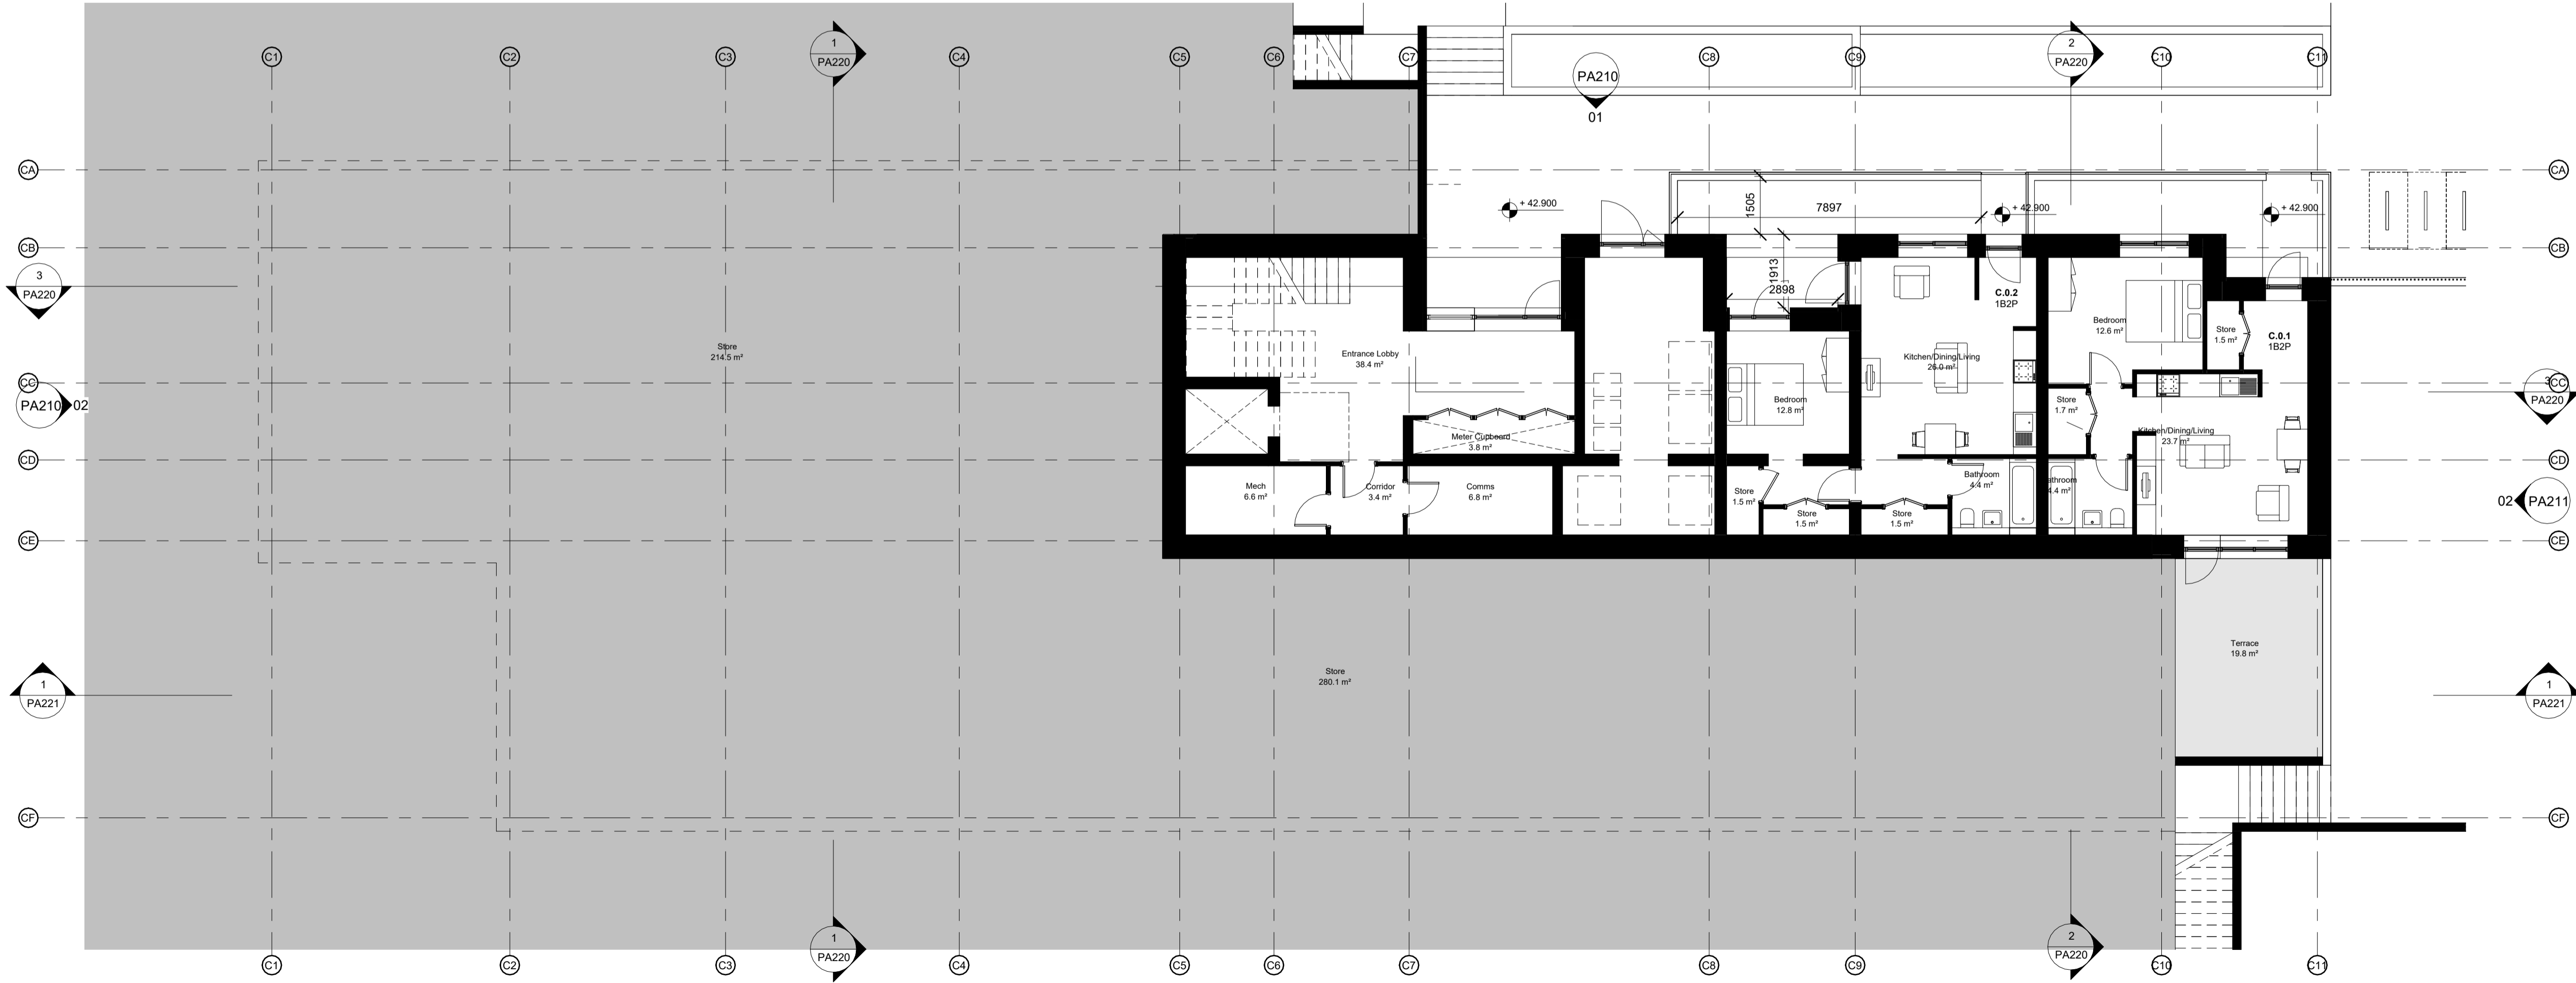 C1
C2
C3
1
PA220
C4
C5
C6
C7
PA210
01
C8
C9
2
PA220
C10
C11
CA
CA
1505
7897
+ 42.900
+ 42.900
+ 42.900
CB
CB
3
PA220
1913
2898
C.0.2
1B2P
Bedroom
12.6 m²
Store
1.5 m²
C.0.1
1B2P
Store
214.5 m²
Entrance Lobby
38.4 m²
Kitchen/Dining/Living
26.0 m²
CC
CC
PA210
02
3
PA220
Bedroom
12.8 m²
Store
1.7 m²
Meter Cupboard
3.8 m²
Kitchen/Dining/Living
23.7 m²
CD
CD
Mech
6.6 m²
Corridor
3.4 m²
Comms
6.8 m²
Store
1.5 m²
Store
1.5 m²
Store
1.5 m²
Bathroom
4.4 m²
athroom
4.4 m²
02
PA211
CE
CE
Terrace
19.8 m²
Store
280.1 m²
1
PA221
1
PA221
CF
CF
1
PA220
2
PA220
C1
C2
C3
C4
C5
C6
C7
C8
C9
C10
C11